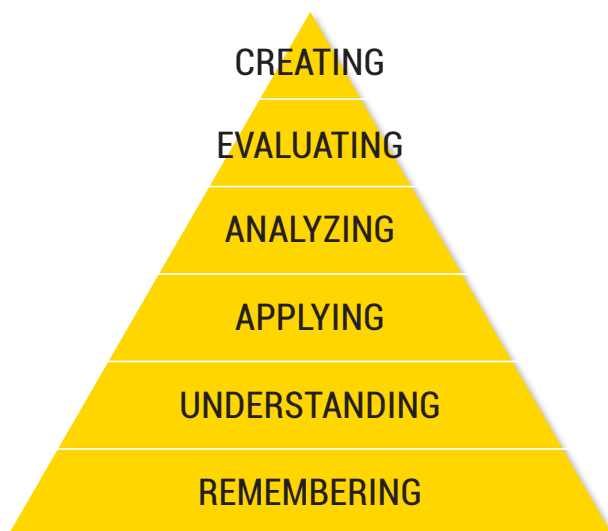 CREATING
EVALUATING
ANALYZING
APPLYING
UNDERSTANDING
REMEMBERING